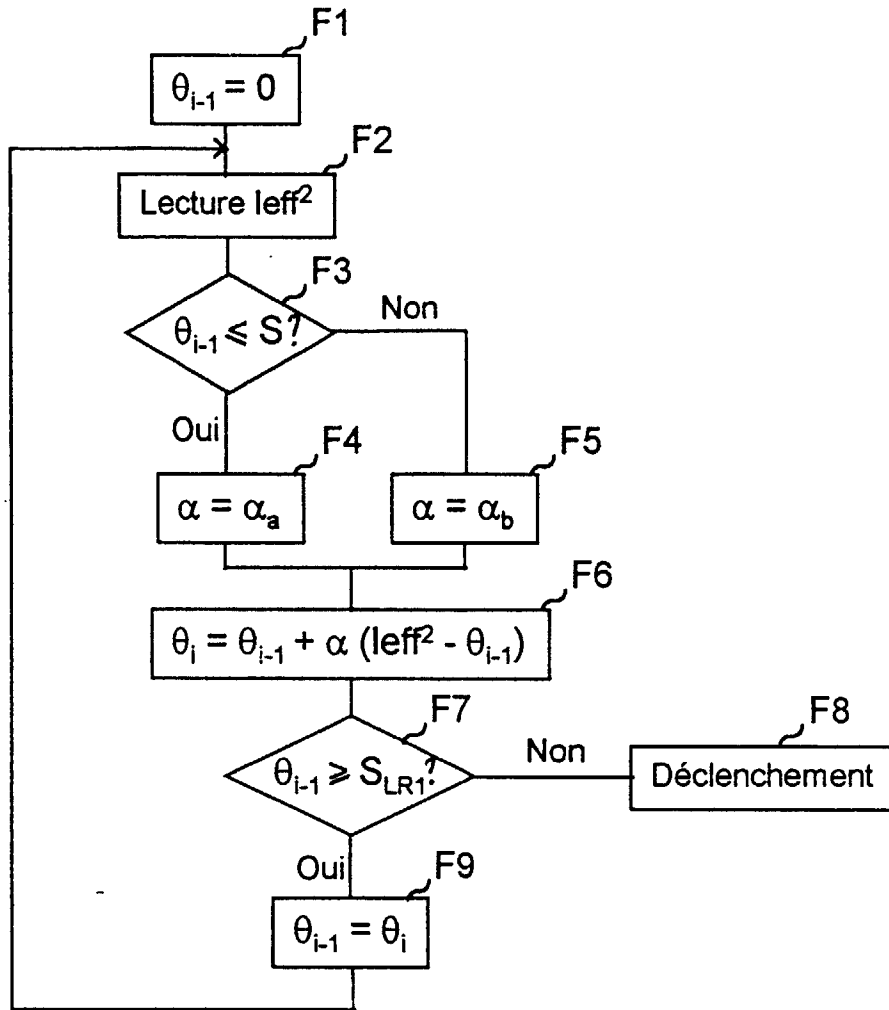 F1
θi-1 = 0
F2
Lecture Ieff²
F3
θi-1 ⩽ S?
Non
Oui
F4
F5
α = αa
α = αb
F6
θi = θi-1 + α (Ieff² - θi-1)
F7
F8
θi-1 ⩾ SLR1?
Non
Déclenchement
Oui
F9
θi-1 = θi